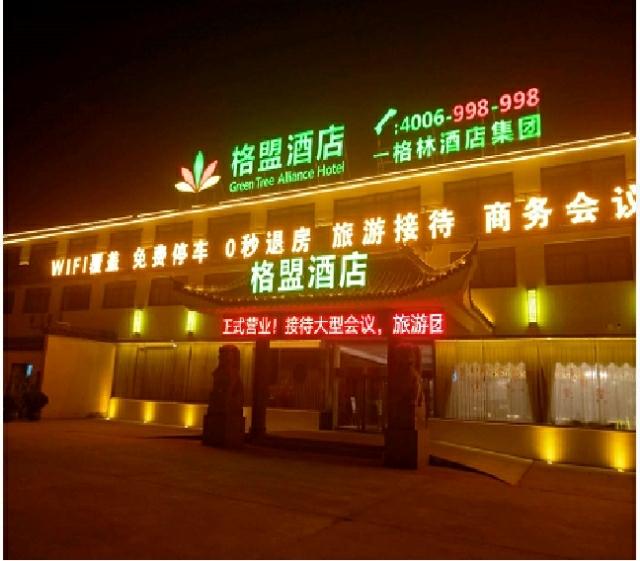 格盟酒店
Green Tree Alliance Hotel
:4006-998-998
一格林酒店集团
WIFI覆盖 免费停车 0秒退房 旅游接待 商务会议
格盟酒店
正式营业！接待大型会议，旅游团